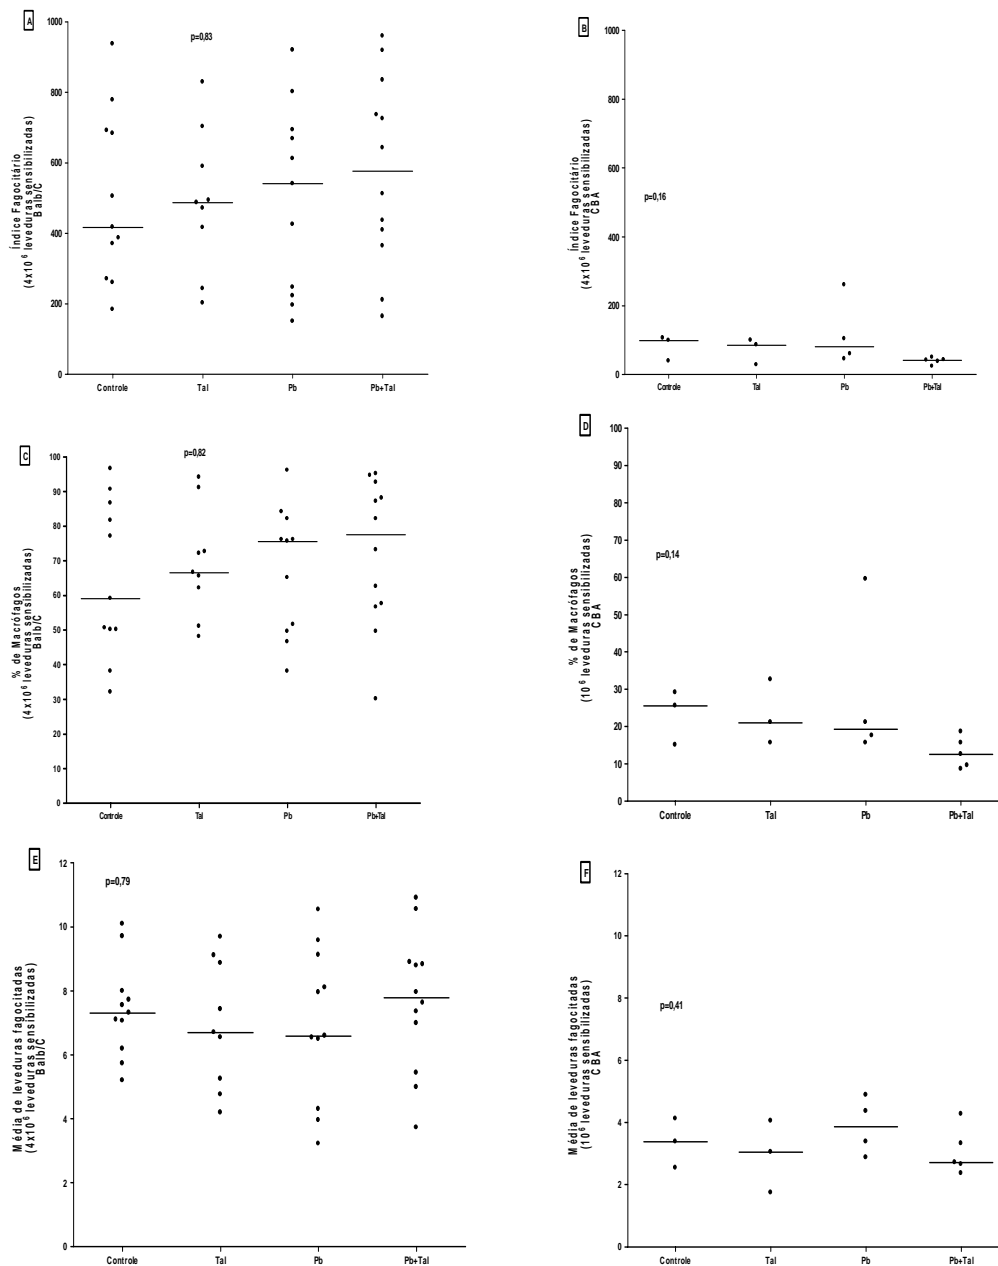 A
p=0,83
Índice Fagocitário
(4x10⁶ leveduras sensibilizadas)
Balb/C
1000
800
600
400
200
0
Controle Tal Pb Pb+Tal
B
p=0,16
Índice Fagocitário
(4x10⁶ leveduras sensibilizadas)
CBA
1000
800
600
400
200
0
Controle Tal Pb Pb+Tal
C
p=0,82
% de Macrófagos
(4x10⁶ leveduras sensibilizadas)
Balb/C
100
90
80
70
60
50
40
30
20
10
0
Controle Tal Pb Pb+Tal
D
p=0,14
% de Macrófagos
(10⁶ leveduras sensibilizadas)
CBA
100
90
80
70
60
50
40
30
20
10
0
Controle Tal Pb Pb+Tal
E
p=0,79
Média de leveduras fagocitadas
(4x10⁶ leveduras sensibilizadas)
Balb/C
12
10
8
6
4
2
0
Controle Tal Pb Pb+Tal
F
p=0,41
Média de leveduras fagocitadas
(10⁶ leveduras sensibilizadas)
CBA
12
10
8
6
4
2
0
Controle Tal Pb Pb+Tal